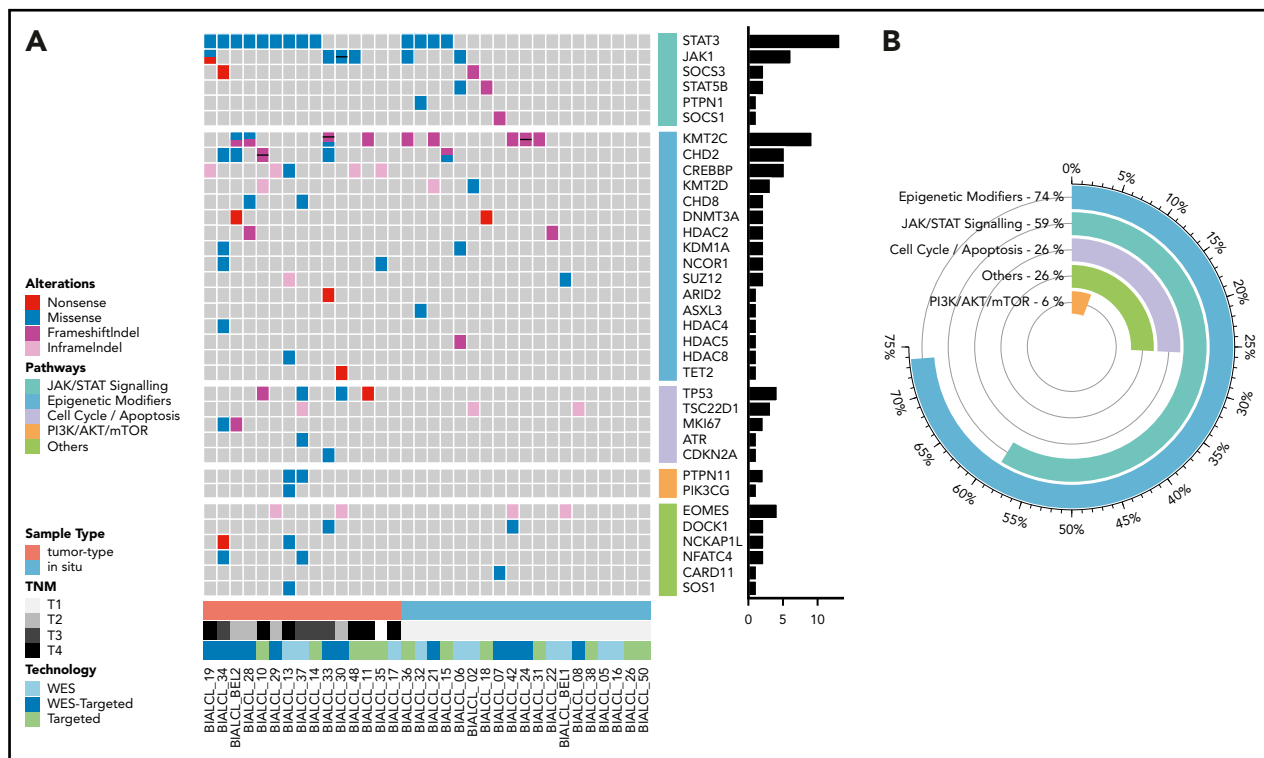 A
STAT3
JAK1
SOCS3
STAT5B
PTPN1
SOCS1
KMT2C
CHD2
CREBBP
KMT2D
CHD8
DNMT3A
HDAC2
KDM1A
NCOR1
SUZ12
ARID2
ASXL3
HDAC4
HDAC5
HDAC8
TET2
TP53
TSC22D1
MKI67
ATR
CDKN2A
PTPN11
PIK3CG
EOMES
DOCK1
NCKAP1L
NFATC4
CARD11
SOS1
0 5 10
Alterations
Nonsense
Missense
FrameshiftIndel
InframeIndel
Pathways
JAK/STAT Signalling
Epigenetic Modifiers
Cell Cycle / Apoptosis
PI3K/AKT/mTOR
Others
Sample Type
tumor-type
in situ
TNM
T1
T2
T3
T4
Technology
WES
WES-Targeted
Targeted
BIALCL_19
BIALCL_34
BIALCL_BEL2
BIALCL_28
BIALCL_10
BIALCL_29
BIALCL_13
BIALCL_37
BIALCL_14
BIALCL_33
BIALCL_30
BIALCL_48
BIALCL_11
BIALCL_35
BIALCL_17
BIALCL_36
BIALCL_32
BIALCL_21
BIALCL_15
BIALCL_06
BIALCL_02
BIALCL_18
BIALCL_07
BIALCL_42
BIALCL_24
BIALCL_31
BIALCL_22
BIALCL_BEL1
BIALCL_08
BIALCL_38
BIALCL_05
BIALCL_16
BIALCL_26
BIALCL_50
B
Epigenetic Modifiers - 74 %
JAK/STAT Signalling - 59 %
Cell Cycle / Apoptosis - 26 %
Others - 26 %
PI3K/AKT/mTOR - 6 %
0%
5%
10%
15%
20%
25%
30%
35%
40%
45%
50%
55%
60%
65%
70%
75%